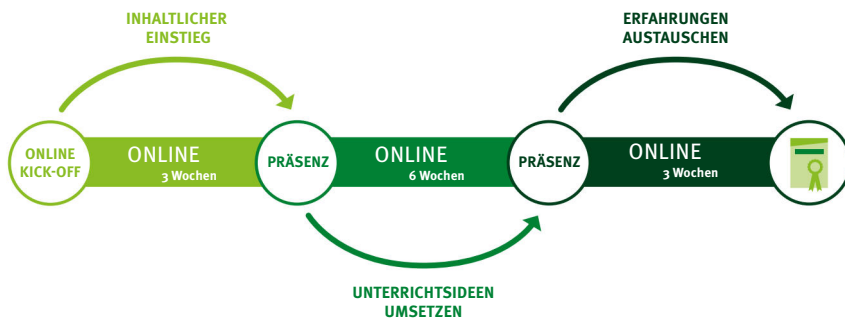 INHALTLICHER
EINSTIEG
ERFAHRUNGEN
AUSTAUSCHEN
ONLINE
KICK-OFF
ONLINE
3 Wochen
PRÄSENZ
ONLINE
6 Wochen
PRÄSENZ
ONLINE
3 Wochen
UNTERRICHTSIDEEN
UMSETZEN